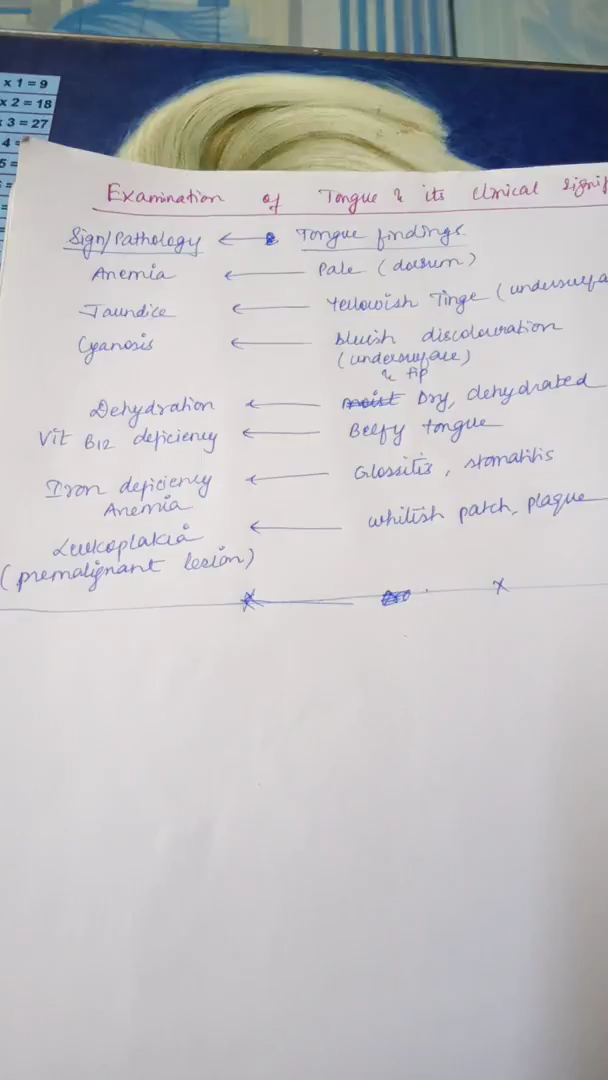 x 1 = 9
x 2 = 18
x 3 = 27
4 =
5 =
=
Examination of Tongue & its clinical signif
Sign/Pathology ← Tongue findings
Anemia ← Pale (dorsum)
Jaundice ← Yellowish Tinge (undersurfa
Cyanosis ← bluish discolouration
(undersurface)
& tip
Dehydration ← moist Dry, dehydrated
Vit B12 deficiency ← Beefy tongue
Iron deficiency ← Glossitis, stomatitis
Anemia
Leukoplakia ← whitish patch, plaque
(premalignant lesion)